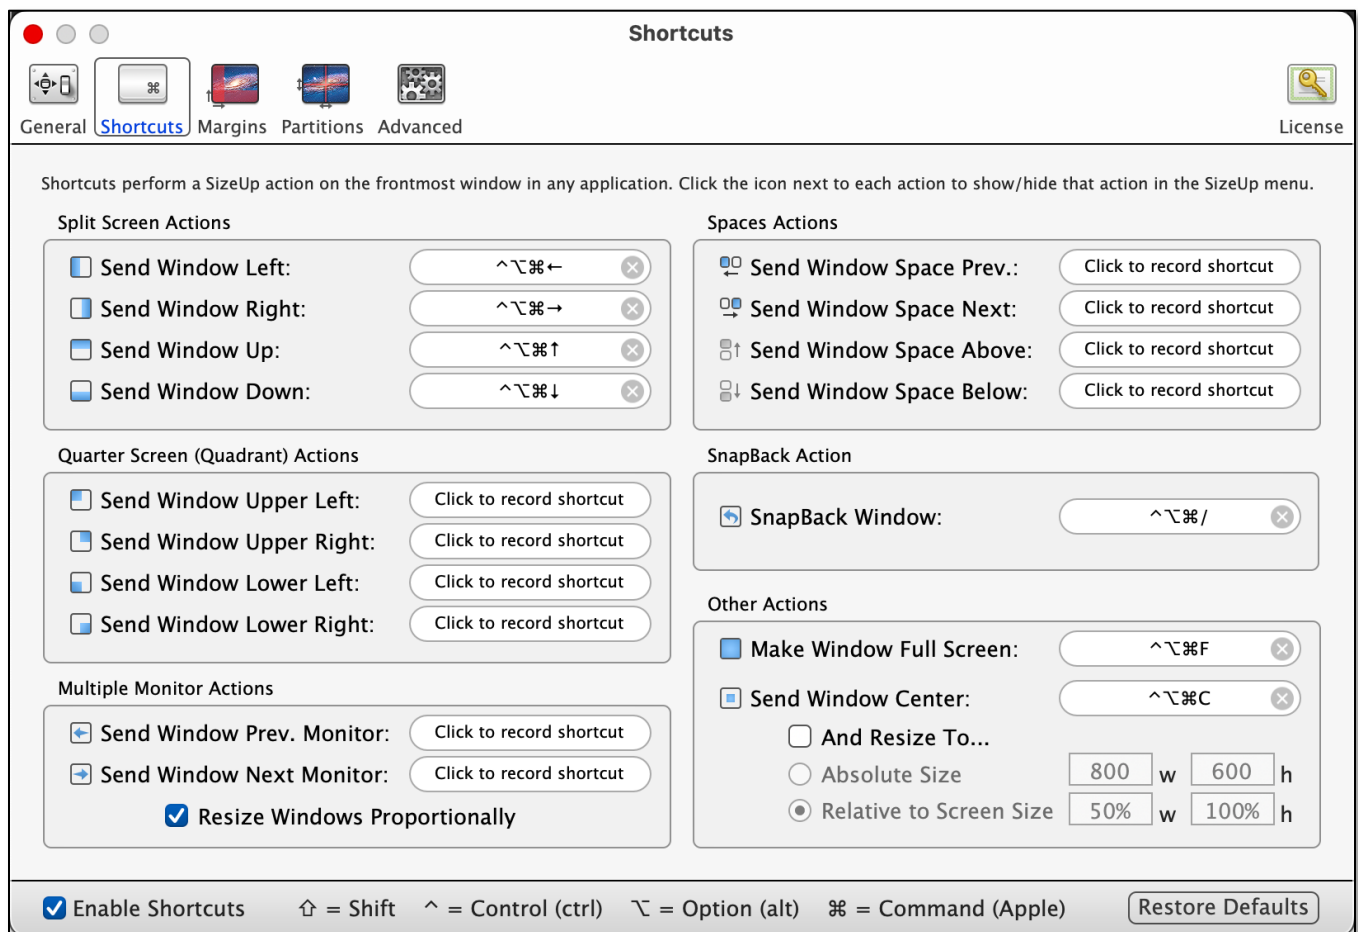 Shortcuts
General
Shortcuts
Margins
Partitions
Advanced
License
Shortcuts perform a SizeUp action on the frontmost window in any application. Click the icon next to each action to show/hide that action in the SizeUp menu.
Split Screen Actions
Send Window Left: ^⌥⌘←
Send Window Right: ^⌥⌘→
Send Window Up: ^⌥⌘↑
Send Window Down: ^⌥⌘↓
Quarter Screen (Quadrant) Actions
Send Window Upper Left: Click to record shortcut
Send Window Upper Right: Click to record shortcut
Send Window Lower Left: Click to record shortcut
Send Window Lower Right: Click to record shortcut
Multiple Monitor Actions
Send Window Prev. Monitor: Click to record shortcut
Send Window Next Monitor: Click to record shortcut
Resize Windows Proportionally
Spaces Actions
Send Window Space Prev.: Click to record shortcut
Send Window Space Next: Click to record shortcut
Send Window Space Above: Click to record shortcut
Send Window Space Below: Click to record shortcut
SnapBack Action
SnapBack Window: ^⌥⌘/
Other Actions
Make Window Full Screen: ^⌥⌘F
Send Window Center: ^⌥⌘C
And Resize To...
Absolute Size 800 w 600 h
Relative to Screen Size 50% w 100% h
Enable Shortcuts ⇧ = Shift ^ = Control (ctrl) ⌥ = Option (alt) ⌘ = Command (Apple) Restore Defaults